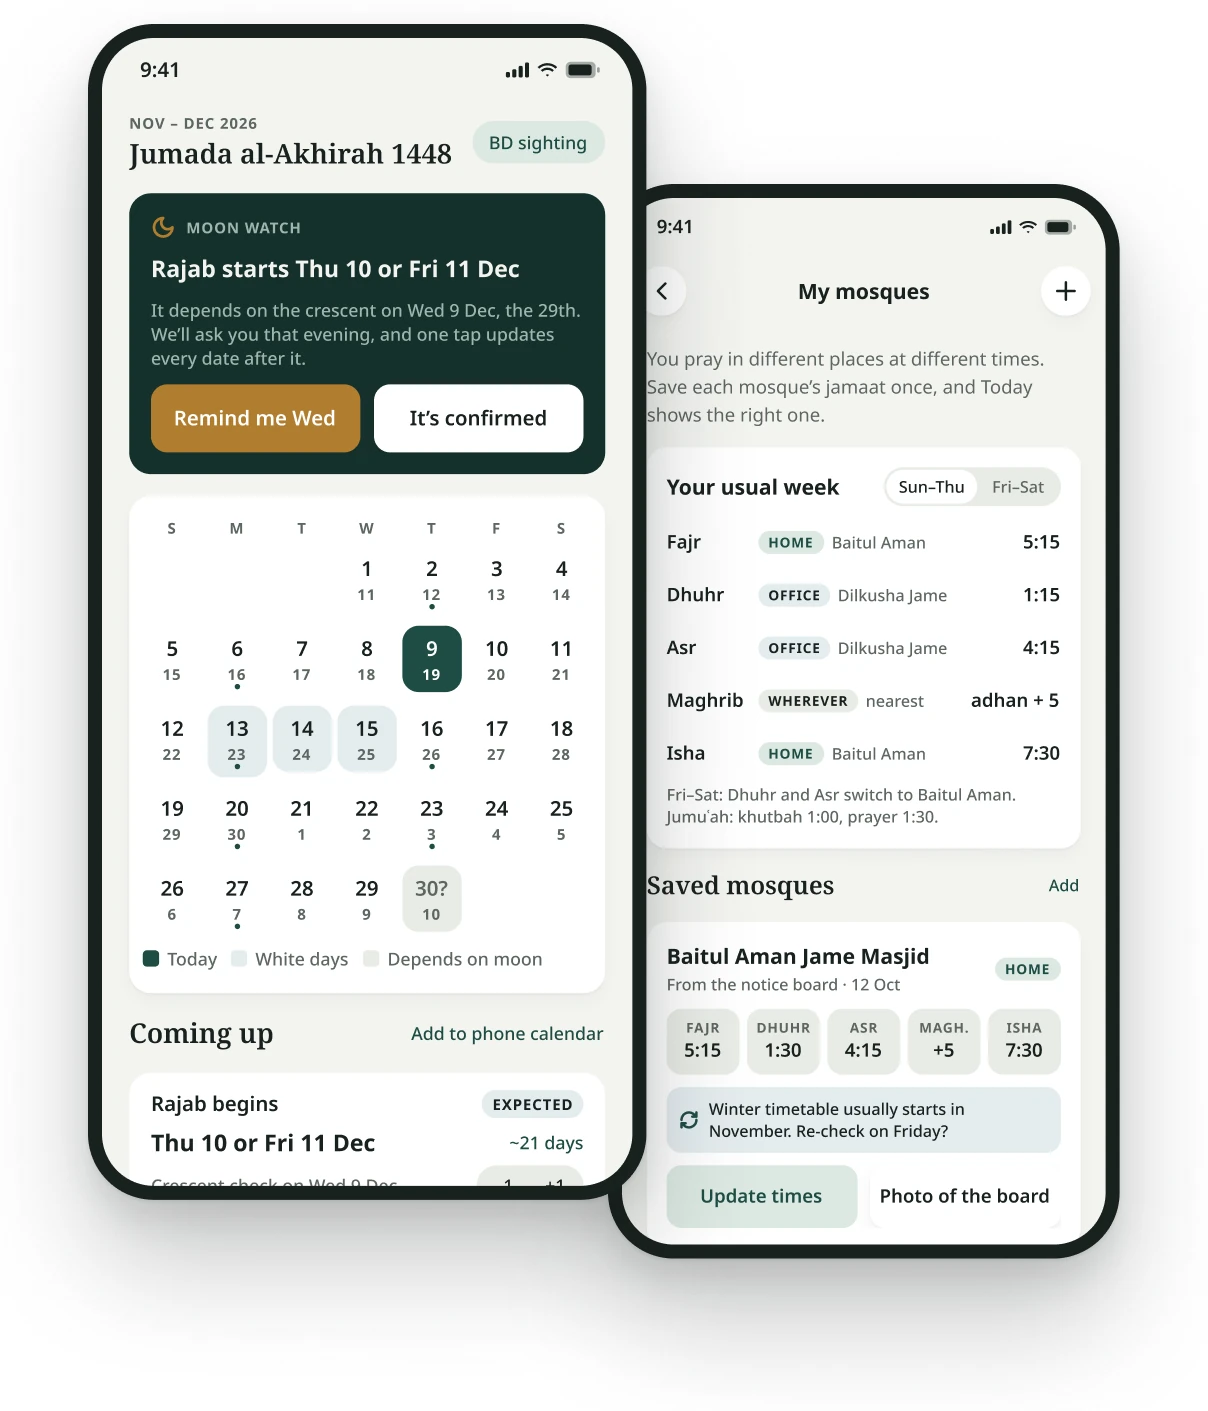 9:41
NOV – DEC 2026
Jumada al-Akhirah 1448
BD sighting
MOON WATCH
Rajab starts Thu 10 or Fri 11 Dec
It depends on the crescent on Wed 9 Dec, the 29th.
We’ll ask you that evening, and one tap updates
every date after it.
Remind me Wed
It’s confirmed
S M T W T F S
1 2 3 4
11 12 13 14
5 6 7 8 9 10 11
15 16 17 18 19 20 21
12 13 14 15 16 17 18
22 23 24 25 26 27 28
19 20 21 22 23 24 25
29 30 1 2 3 4 5
26 27 28 29 30?
6 7 8 9 10
Today White days Depends on moon
Coming up
Add to phone calendar
Rajab begins
EXPECTED
Thu 10 or Fri 11 Dec
~21 days
Crescent check on Wed 9 Dec
-1 +1
9:41
My mosques
You pray in different places at different times.
Save each mosque’s jamaat once, and Today
shows the right one.
Your usual week
Sun–Thu Fri–Sat
Fajr HOME Baitul Aman 5:15
Dhuhr OFFICE Dilkusha Jame 1:15
Asr OFFICE Dilkusha Jame 4:15
Maghrib WHEREVER nearest adhan + 5
Isha HOME Baitul Aman 7:30
Fri–Sat: Dhuhr and Asr switch to Baitul Aman.
Jumuʿah: khutbah 1:00, prayer 1:30.
Saved mosques
Add
Baitul Aman Jame Masjid
HOME
From the notice board · 12 Oct
FAJR DHUHR ASR MAGH. ISHA
5:15 1:30 4:15 +5 7:30
Winter timetable usually starts in
November. Re-check on Friday?
Update times
Photo of the board